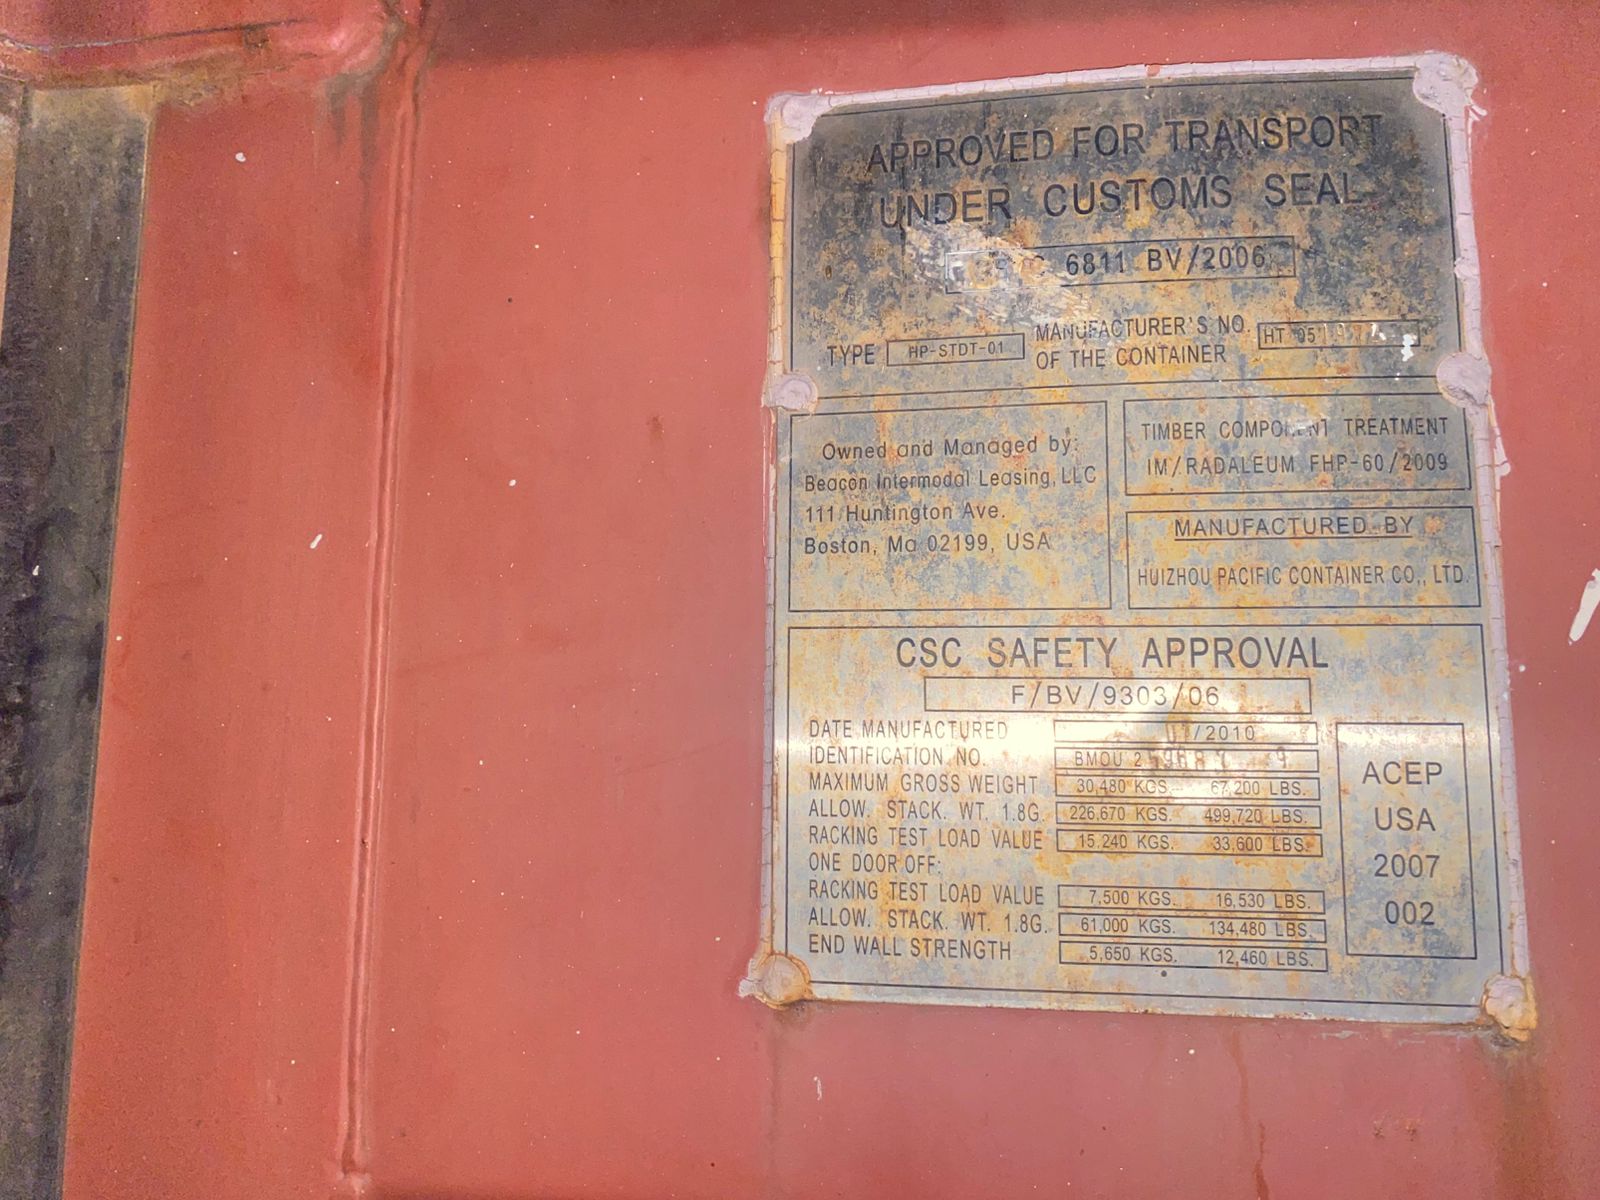 APPROVED FOR TRANSPORT
UNDER CUSTOMS SEAL
6811 BV/2006
TYPE HP-STDT-01 MANUFACTURER'S NO. OF THE CONTAINER HT
Owned and Managed by:
Beacon Intermodal Leasing, LLC
111 Huntington Ave.
Boston, Ma 02199, USA
TIMBER COMPONENT TREATMENT
IM/RADALEUM FHP-60/2009
MANUFACTURED BY
HUIZHOU PACIFIC CONTAINER CO., LTD.
CSC SAFETY APPROVAL
F/BV/9303/06
DATE MANUFACTURED /2010
IDENTIFICATION NO. BMOU
MAXIMUM GROSS WEIGHT 30,480 KGS. 67,200 LBS.
ALLOW. STACK. WT. 1.8G. 226,670 KGS. 499,720 LBS.
RACKING TEST LOAD VALUE 15,240 KGS. 33,600 LBS.
ONE DOOR OFF:
RACKING TEST LOAD VALUE 7,500 KGS. 16,530 LBS.
ALLOW. STACK. WT. 1.8G. 61,000 KGS. 134,480 LBS.
END WALL STRENGTH 5,650 KGS. 12,460 LBS.
ACEP
USA
2007
002